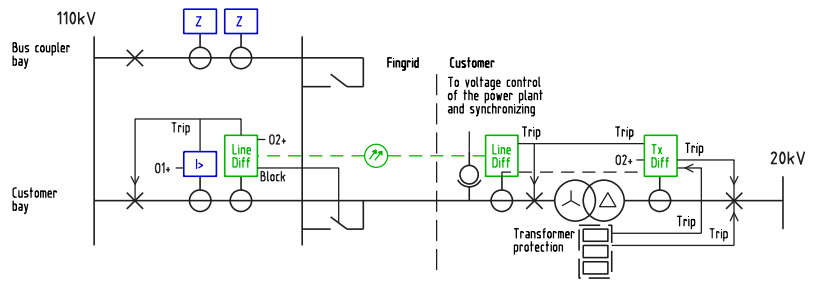 110kV
Z Z
Bus coupler
bay
Fingrid Customer
To voltage control
of the power plant
and synchronizing
Trip
Line
Diff
O2+
I>
O1+
Block
Line
Diff
Trip
Trip
Tx
Diff
O2+
Trip
20kV
Customer
bay
Transformer
protection
Trip
Trip